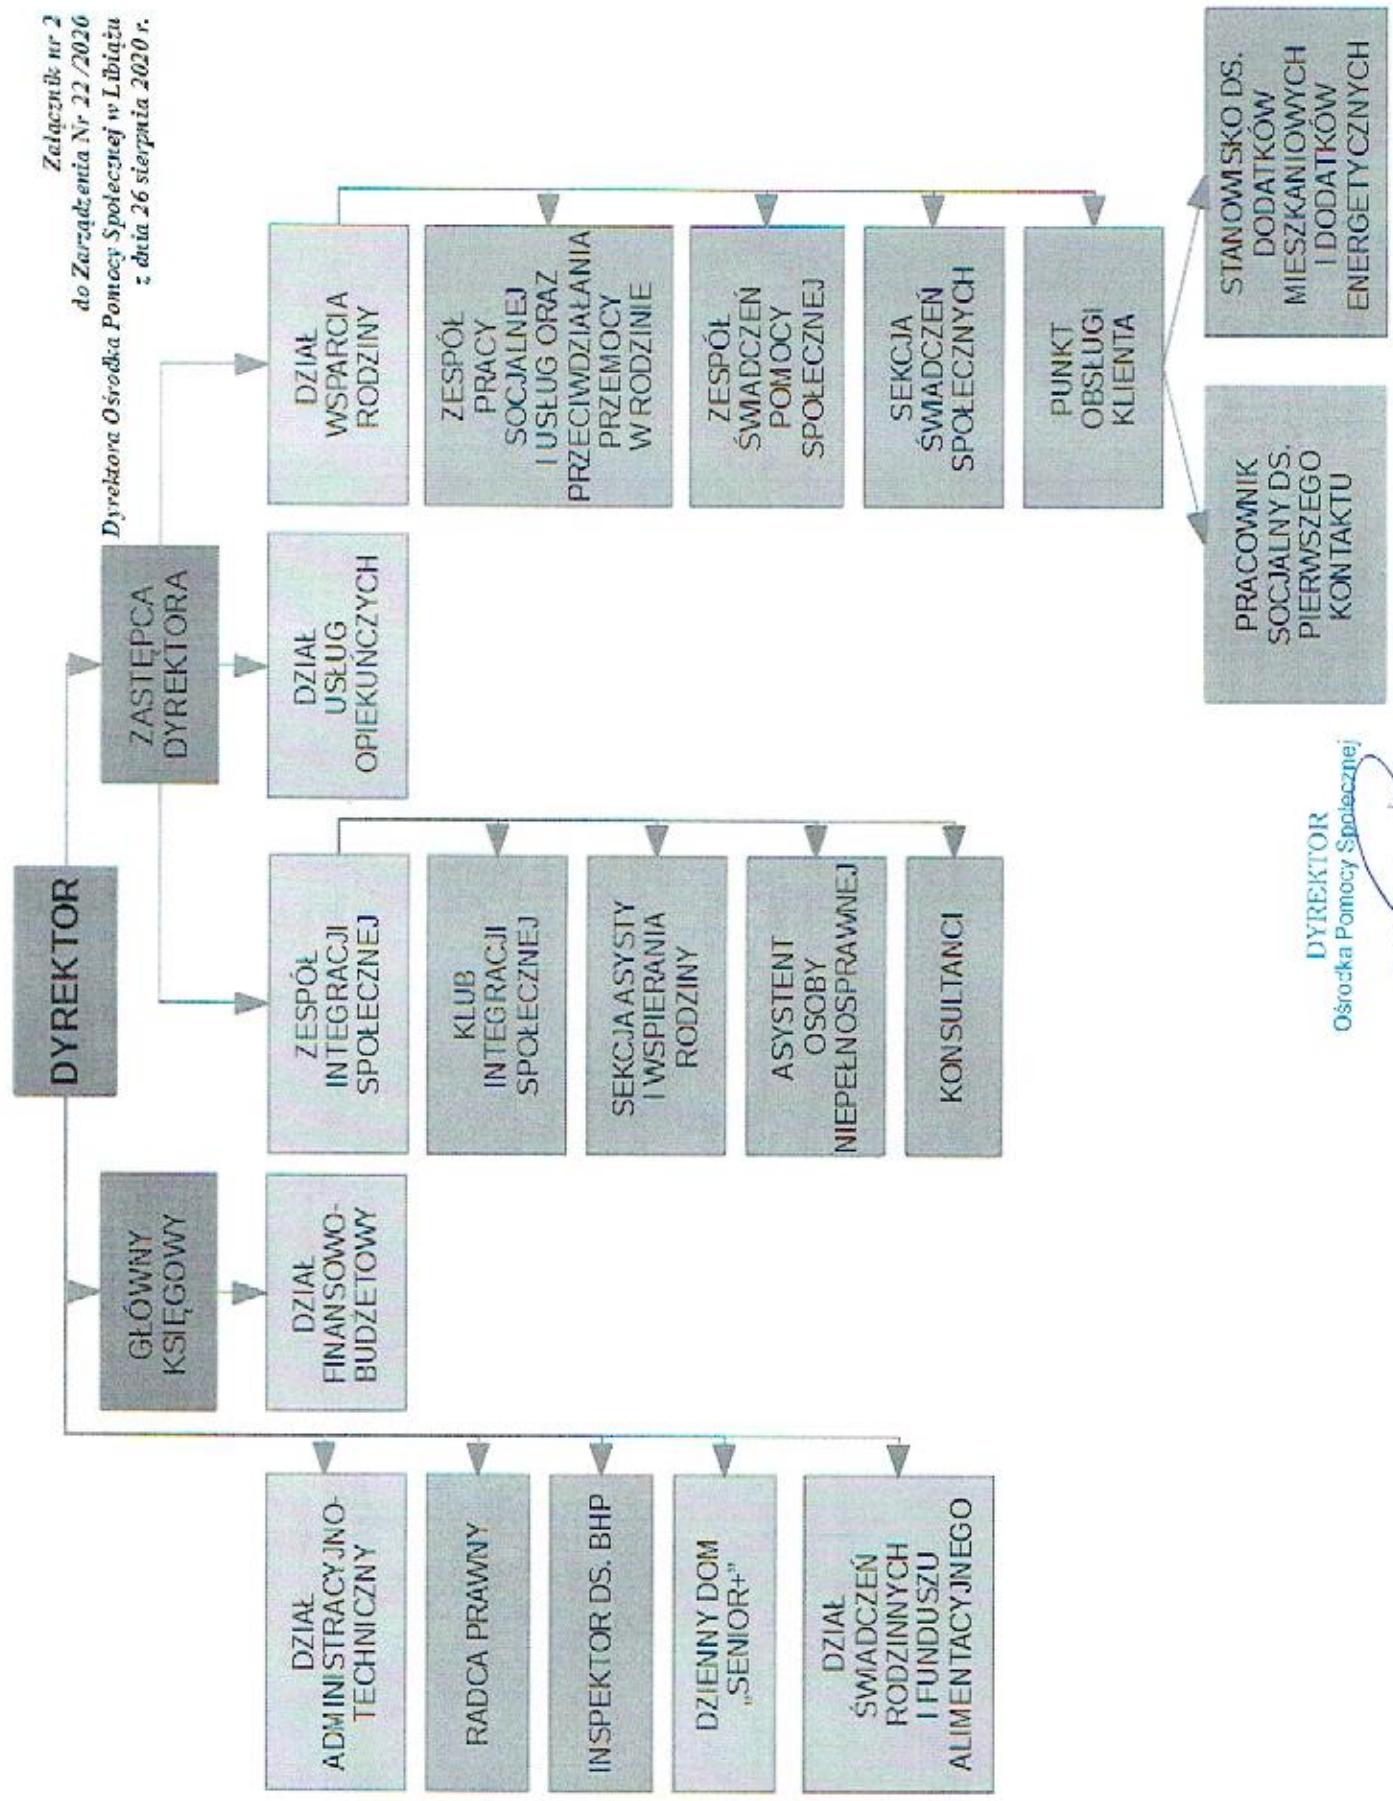 Załącznik nr 2
do Zarządzenia Nr 22/2020
Dyrektora Ośrodka Pomocy Społecznej w Libiążu
z dnia 26 sierpnia 2020 r.
DYREKTOR
GŁÓWNY
KSIĘGOWY
ZASTĘPCA
DYREKTORA
DZIAŁ
ADMINISTRACYJNO-
TECHNICZNY
RADCA PRAWNY
INSPEKTOR DS. BHP
DZIENNY DOM
„SENIOR+”
DZIAŁ
ŚWIADCZEŃ
RODZINNYCH
I FUNDUSZU
ALIMENTACYJNEGO
DZIAŁ
FINANSOWO-
BUDŻETOWY
ZESPÓŁ
INTEGRACJI
SPOŁECZNEJ
KLUB
INTEGRACJI
SPOŁECZNEJ
SEKCJA ASYSTY
I WSPIERANIA
RODZINY
ASYSTENT
OSOBY
NIEPEŁNOSPRAWNEJ
KONSULTANCI
DZIAŁ
USŁUG
OPIEKUŃCZYCH
DZIAŁ
WSPARCIA
RODZINY
ZESPÓŁ
PRACY
SOCJALNEJ
I USŁUG ORAZ
PRZECIWDZIAŁANIA
PRZEMOCY
W RODZINIE
ZESPÓŁ
ŚWIADCZEŃ
POMOCY
SPOŁECZNEJ
SEKCJA
ŚWIADCZEŃ
SPOŁECZNYCH
PUNKT
OBSŁUGI
KLIENTA
PRACOWNIK
SOCJALNY DS.
PIERWSZEGO
KONTAKTU
STANOWISKO DS.
DODATKÓW
MIESZKANIOWYCH
I DODATKÓW
ENERGETYCZNYCH
DYREKTOR
Ośrodka Pomocy Społecznej